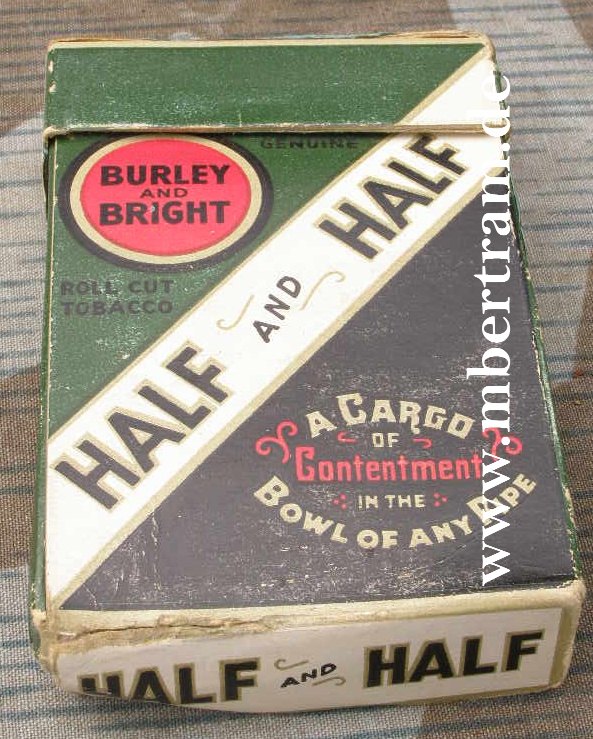 GENUINE
BURLEY
AND
BRIGHT
ROLL CUT
TOBACCO
HALF AND HALF
A CARGO
OF
Contentment
IN THE
BOWL OF ANY PIPE
HALF AND HALF
www.mbertram.de